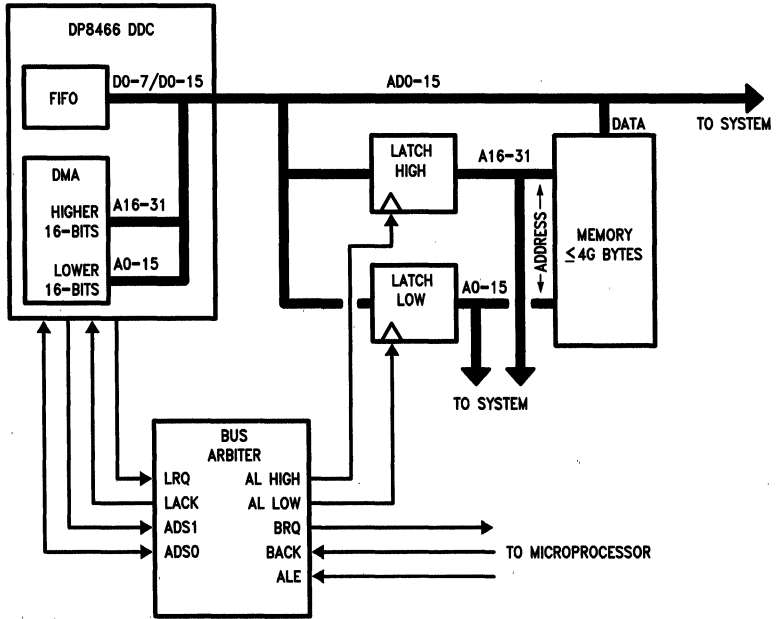 DP8466 DDC
FIFO
D0-7/D0-15
AD0-15
TO SYSTEM
DATA
DMA
HIGHER
16-BITS
A16-31
LOWER
16-BITS
A0-15
LATCH
HIGH
A16-31
LATCH
LOW
A0-15
ADDRESS
MEMORY
≤4G BYTES
TO SYSTEM
BUS
ARBITER
LRQ
AL HIGH
LACK
AL LOW
ADS1
BRQ
ADS0
BACK
TO MICROPROCESSOR
ALE